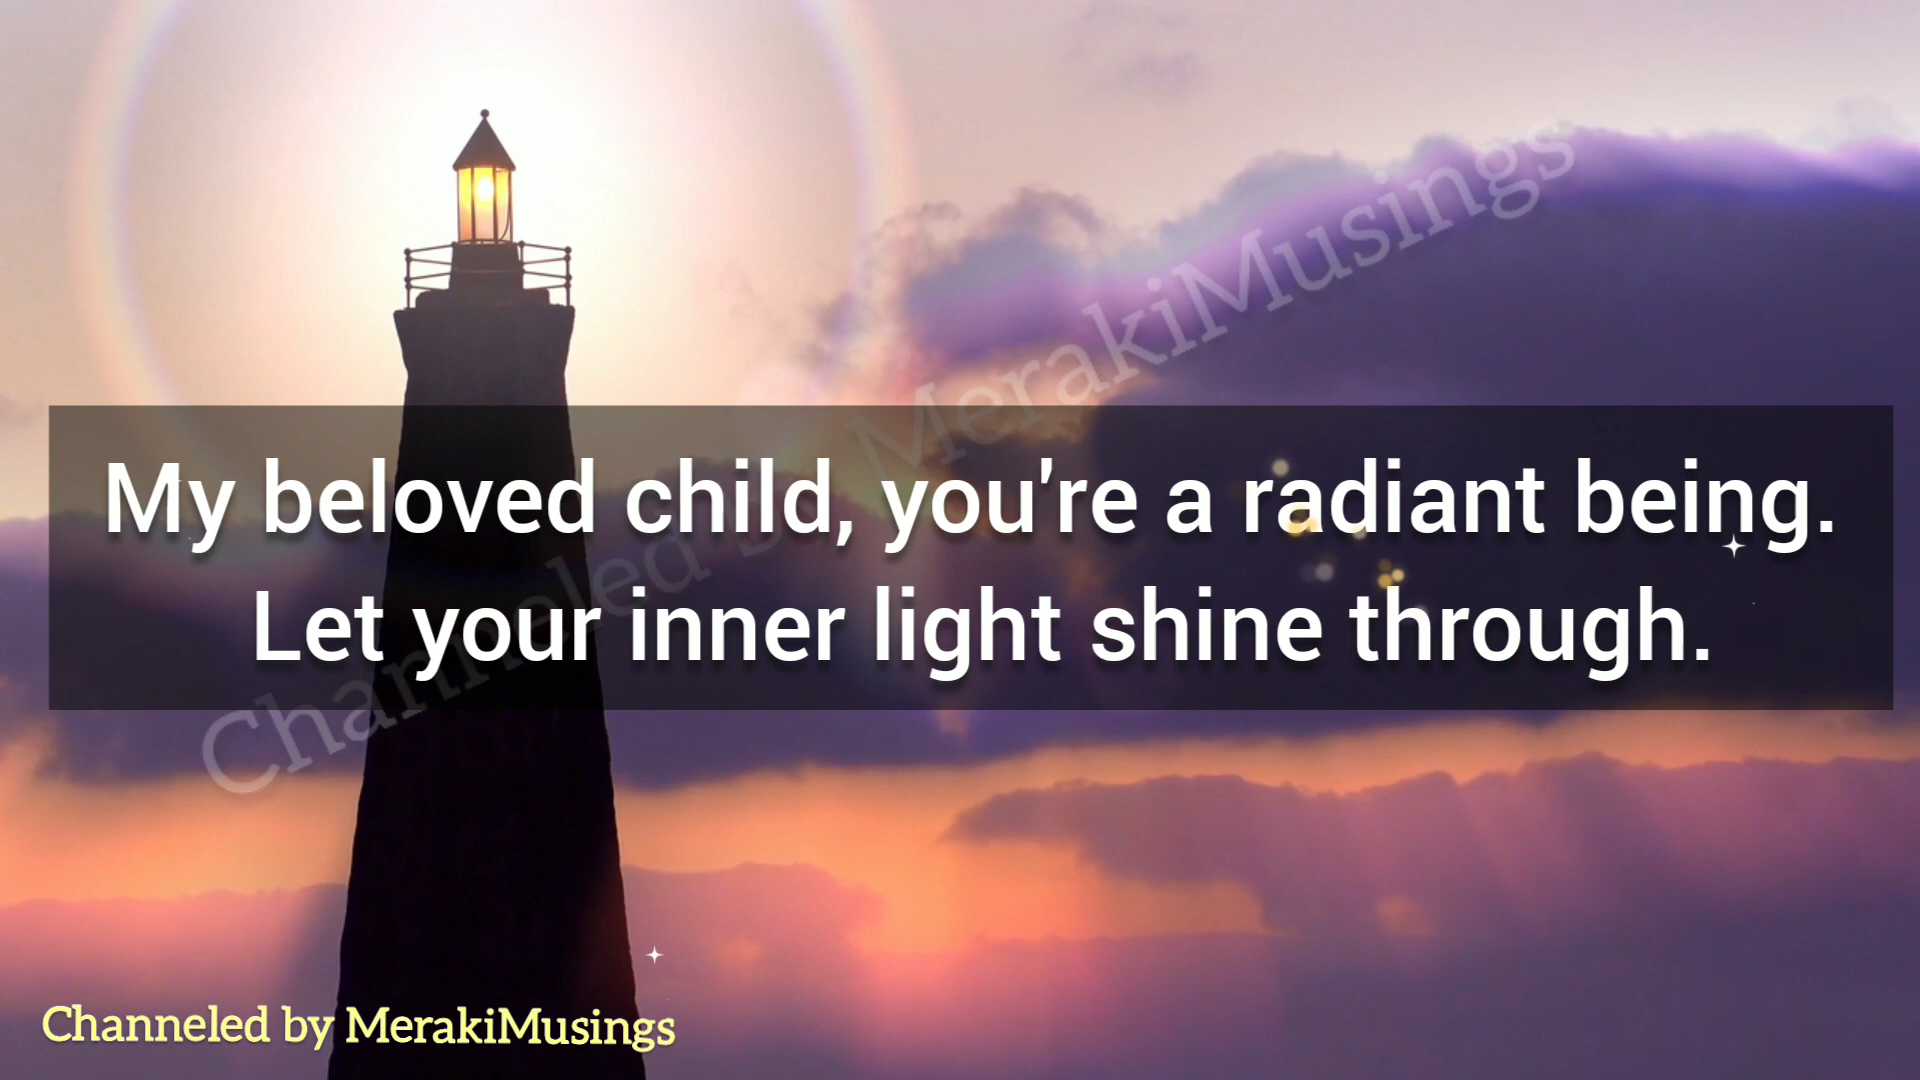 My beloved child, you're a radiant being.
Let your inner light shine through.
Channeled by MerakiMusings
Channeled by MerakiMusings